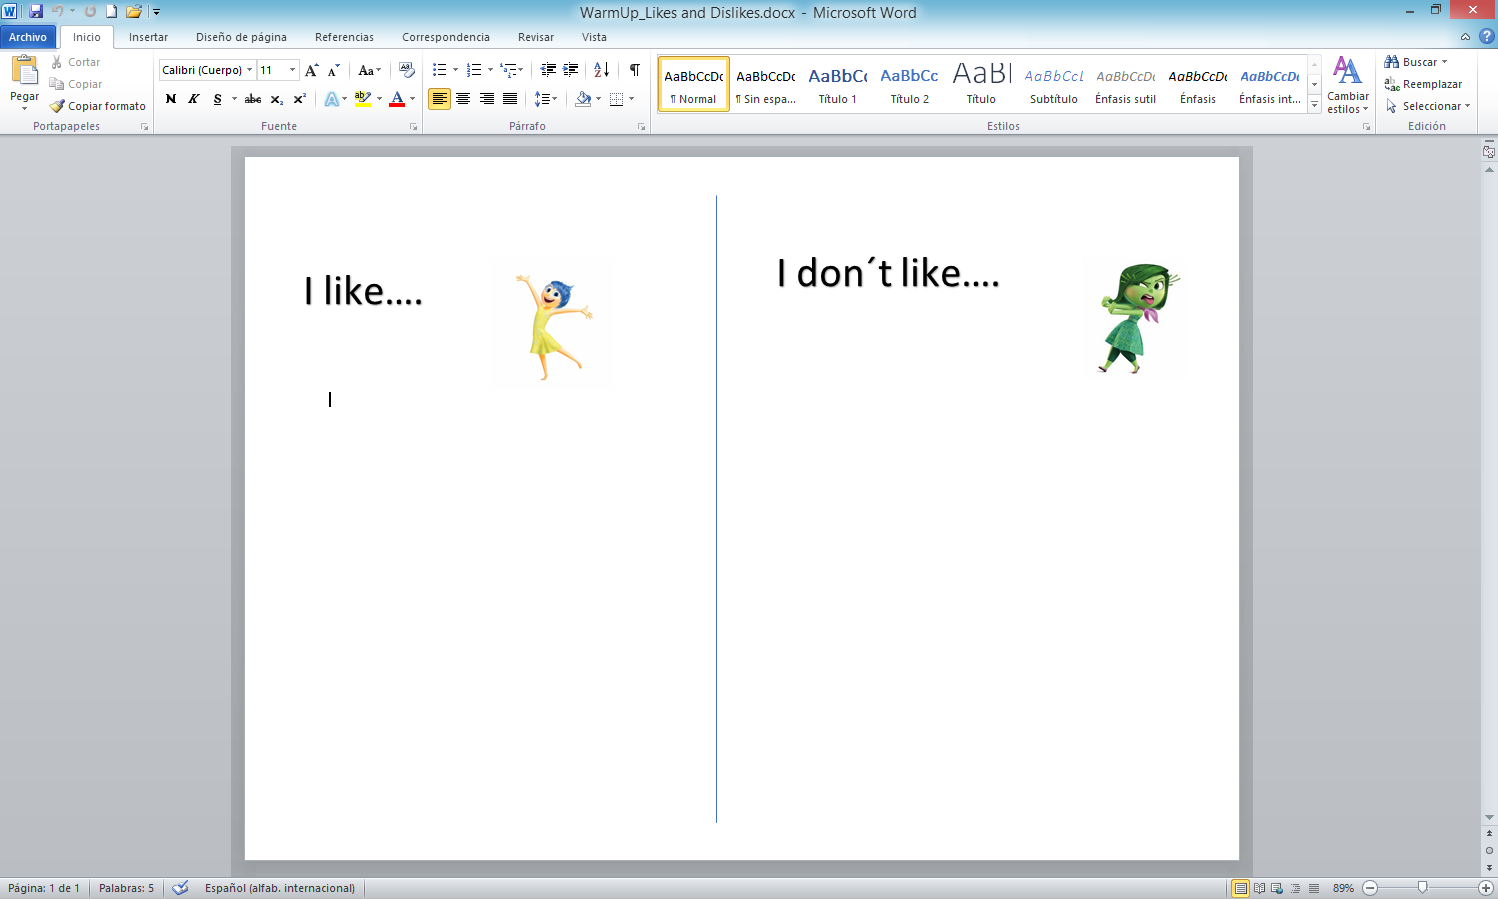 WarmUp_Likes and Dislikes.docx - Microsoft Word
Archivo Inicio Insertar Diseño de página Referencias Correspondencia Revisar Vista
Pegar
Cortar
Copiar
Copiar formato
Portapapeles
Calibri (Cuerpo) 11
N K S abc x₂ x²
Aa
Fuente
Párrafo
AaBbCcDc AaBbCcDc AaBbCc AaBbCc AaBl AaBbCcL AaBbCcDc AaBbCcDc AaBbCcDc
¶ Normal ¶ Sin espa... Título 1 Título 2 Título Subtítulo Énfasis sutil Énfasis Énfasis int...
Cambiar
estilos
Estilos
Buscar
Reemplazar
Seleccionar
Edición
I like....
I don´t like....
Página: 1 de 1 Palabras: 5 Español (alfab. internacional) 89%